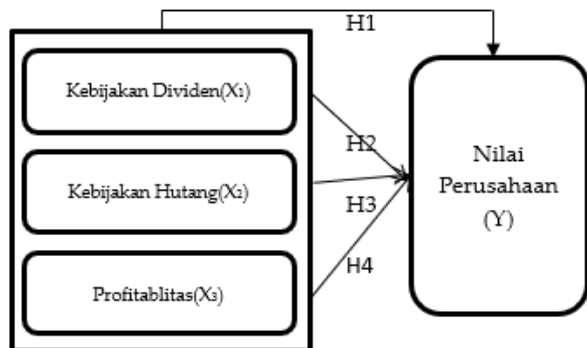 H1
Kebijakan Dividen(X₁)
H2
Kebijakan Hutang(X₂)
H3
H4
Profitablitas(X₃)
Nilai
Perusahaan
(Y)